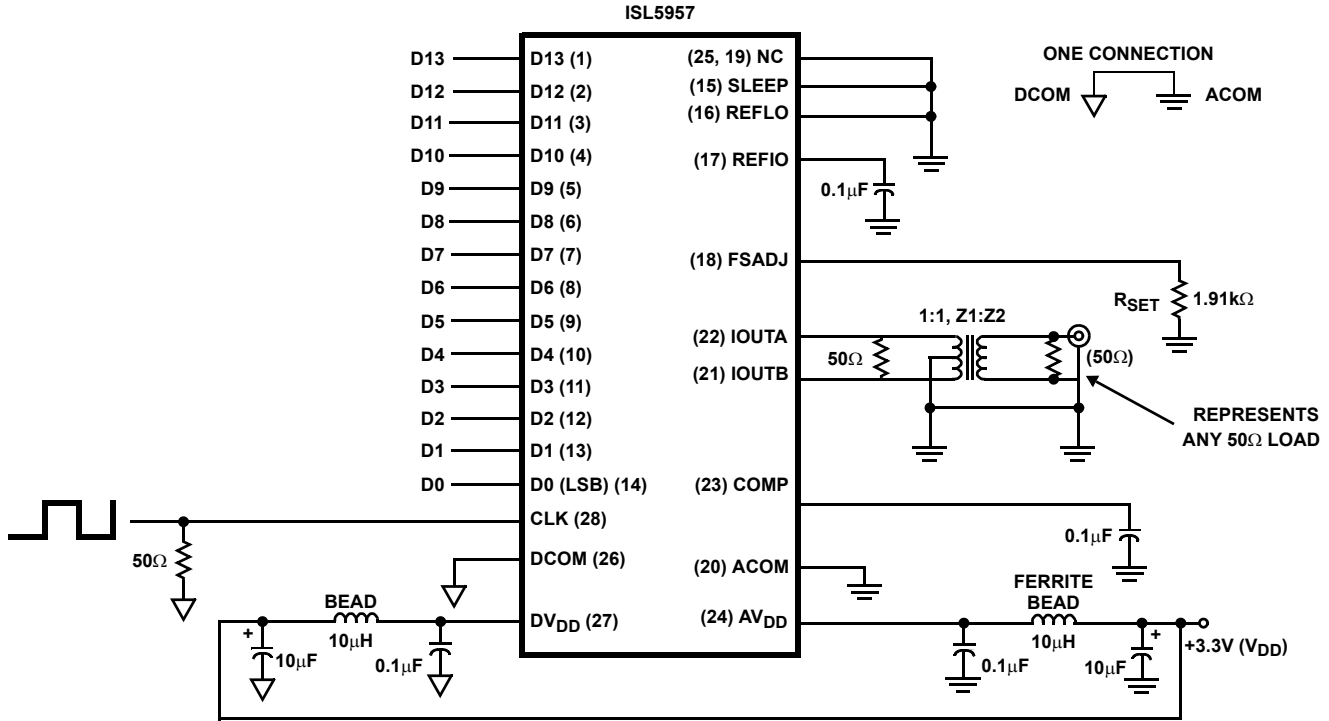 ISL5957
D13
D13 (1)
(25, 19) NC
ONE CONNECTION
D12
D12 (2)
(15) SLEEP
DCOM
ACOM
D11
D11 (3)
(16) REFLO
D10
D10 (4)
(17) REFIO
D9
D9 (5)
0.1µF
D8
D8 (6)
D7
D7 (7)
(18) FSADJ
D6
D6 (8)
RSET
1.91kΩ
D5
D5 (9)
1:1, Z1:Z2
(22) IOUTA
D4
D4 (10)
50Ω
(50Ω)
D3
D3 (11)
(21) IOUTB
D2
D2 (12)
REPRESENTS
ANY 50Ω LOAD
D1
D1 (13)
D0
D0 (LSB) (14)
(23) COMP
CLK (28)
0.1µF
50Ω
DCOM (26)
(20) ACOM
BEAD
FERRITE
BEAD
DVDD (27)
(24) AVDD
+
10µH
10µF
0.1µF
10µH
+
+3.3V (VDD)
0.1µF
10µF